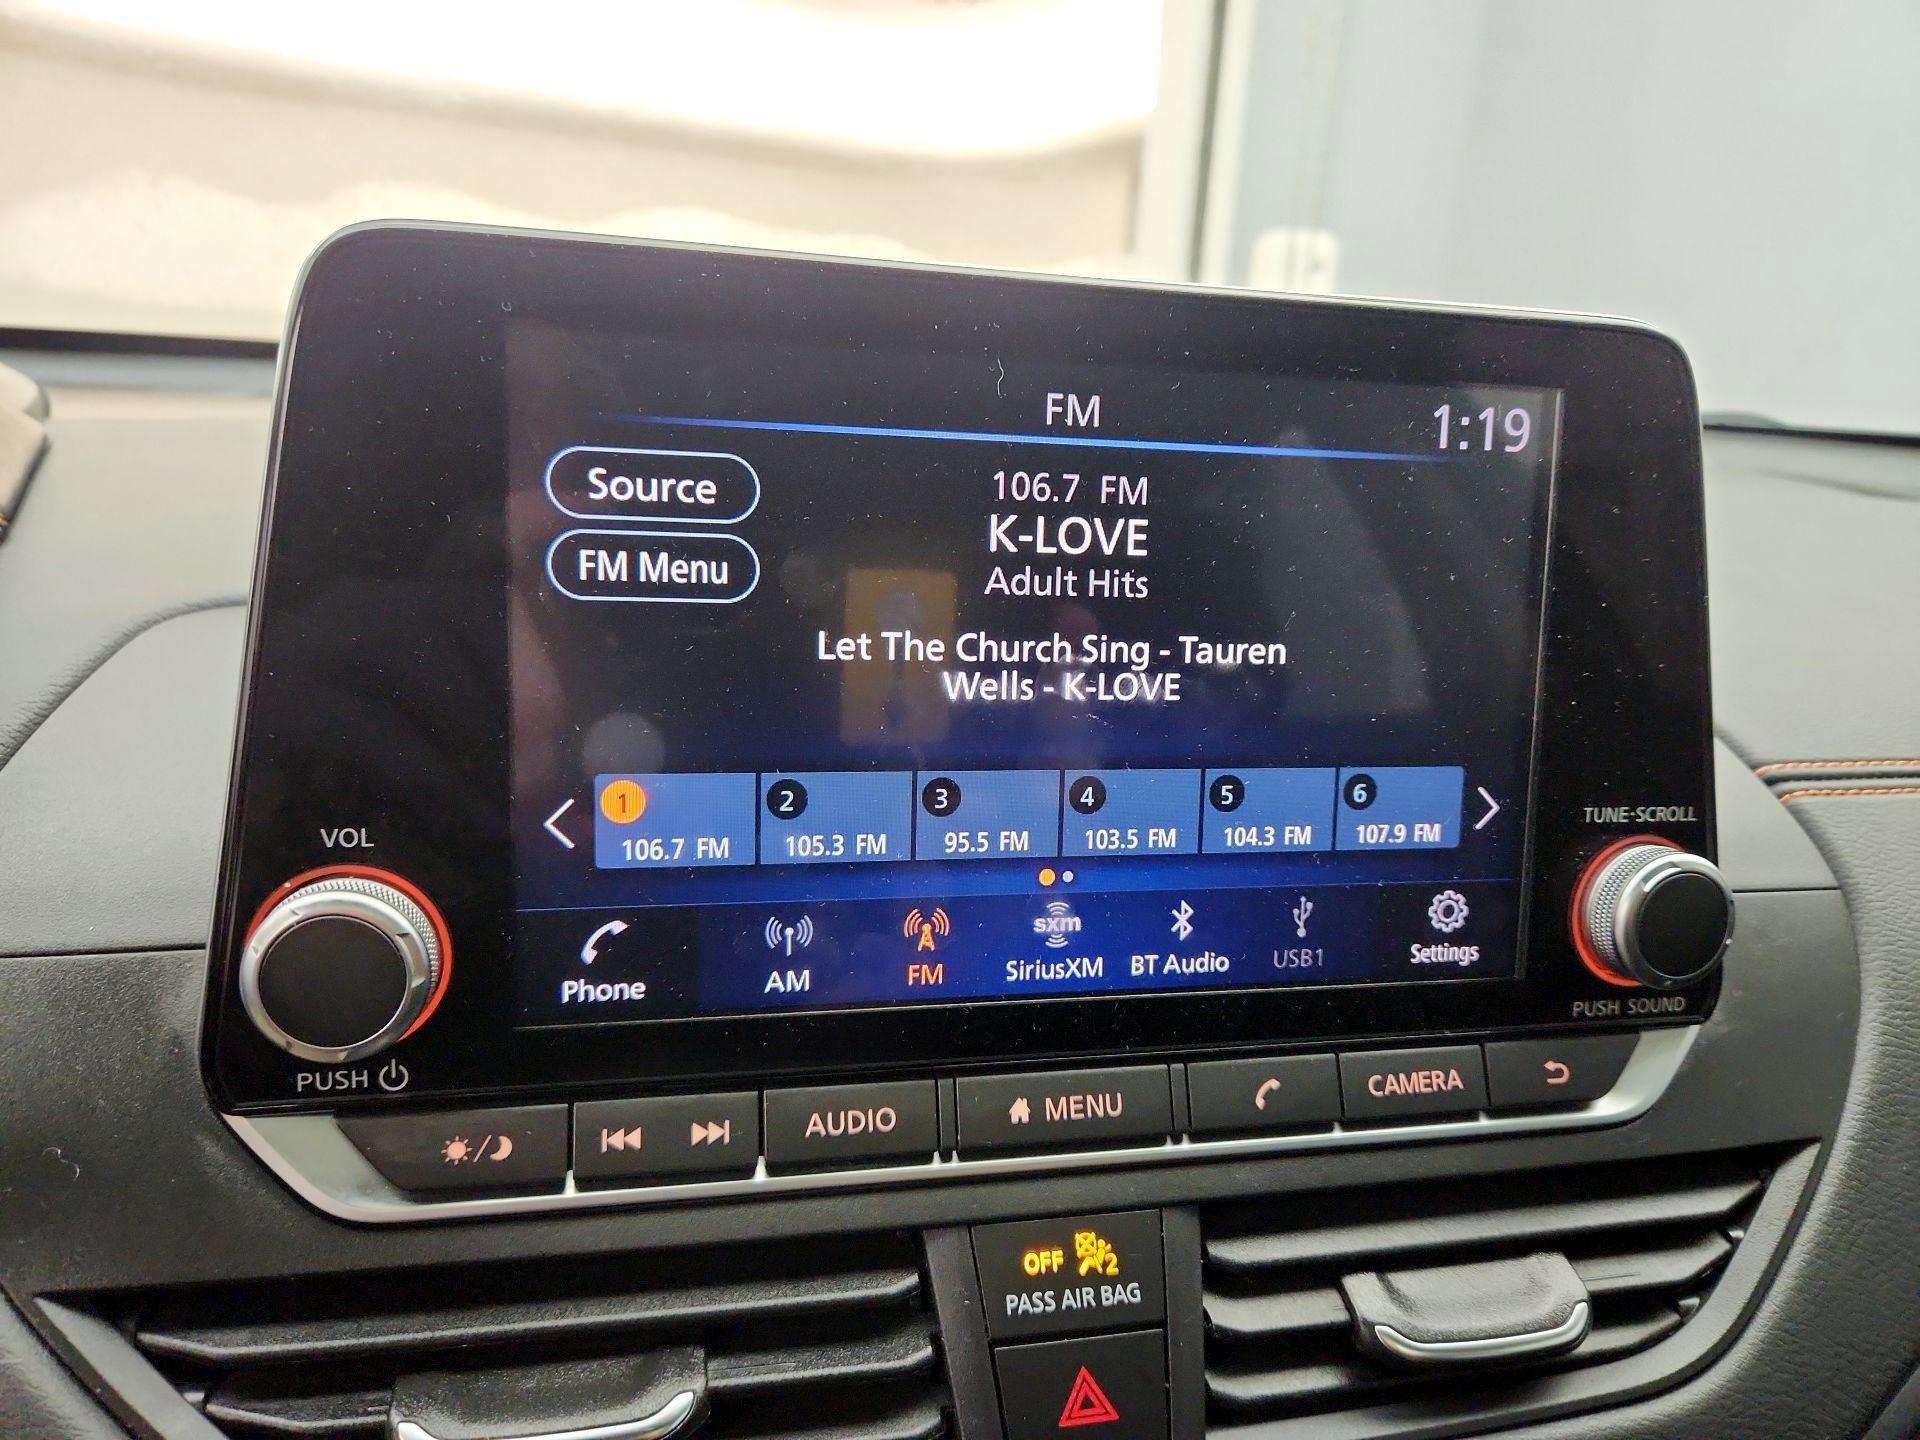 FM
1:19
Source
106.7 FM
K-LOVE
FM Menu
Adult Hits
Let The Church Sing - Tauren
Wells - K-LOVE
1
2
3
4
5
6
106.7 FM
105.3 FM
95.5 FM
103.5 FM
104.3 FM
107.9 FM
VOL
TUNE·SCROLL
sxm
Phone
AM
FM
SiriusXM
BT Audio
USB1
Settings
PUSH
PUSH SOUND
AUDIO
MENU
CAMERA
OFF 2
PASS AIR BAG